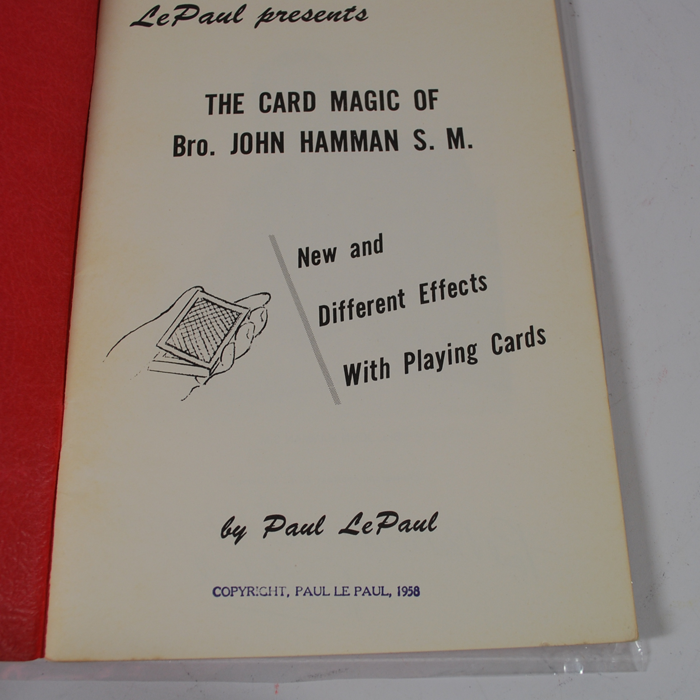 LePaul presents
THE CARD MAGIC OF
Bro. JOHN HAMMAN S. M.
New and
Different Effects
With Playing Cards
by Paul LePaul
COPYRIGHT, PAUL LE PAUL, 1958